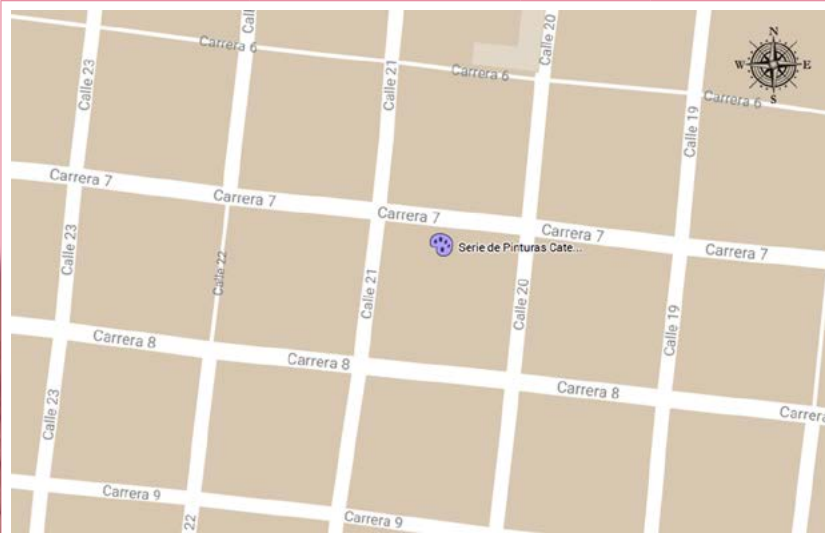 Calle 23
Calle 21
Calle 20
Carrera 6
Carrera 6
Carrera 6
N
W
E
S
Calle 19
Carrera 7
Carrera 7
Carrera 7
Carrera 7
Carrera 7
Serie de Pinturas Cate...
Calle 23
Calle 22
Calle 21
Calle 20
Calle 19
Carrera 8
Carrera 8
Carrera 8
Calle 23
Carrera 9
22
Carrera 9